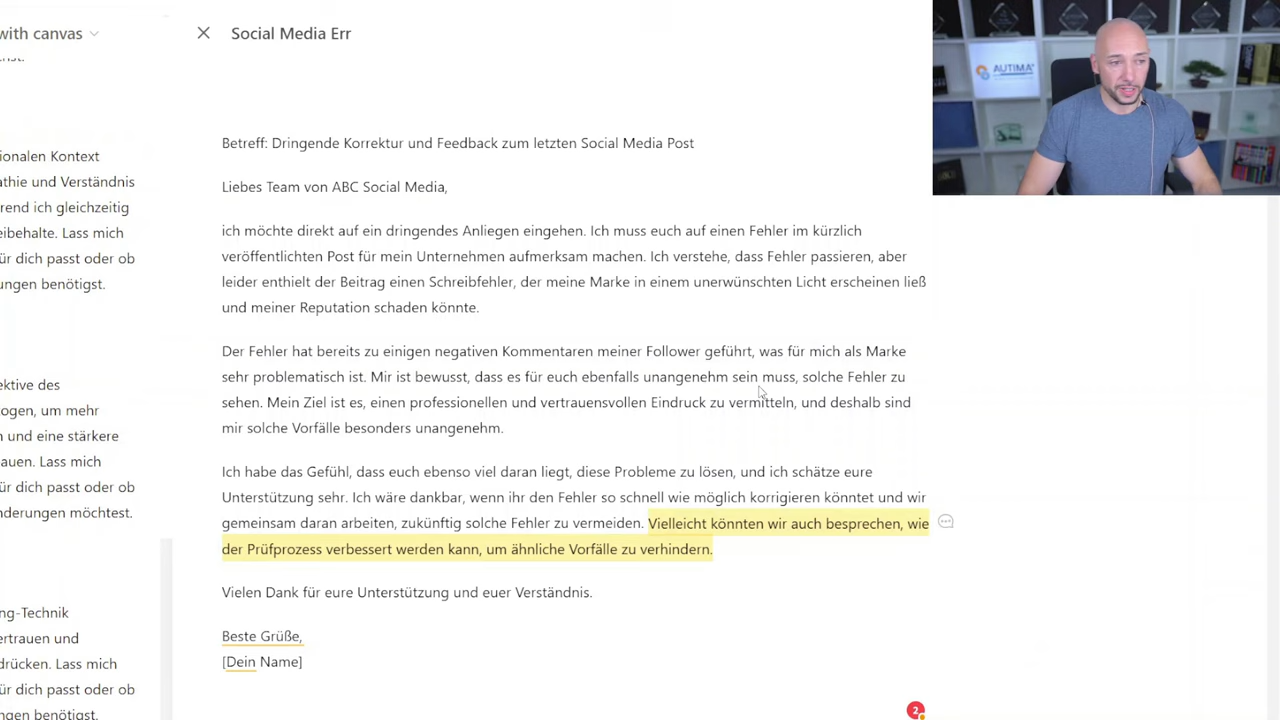 with canvas
Social Media Err
Betreff: Dringende Korrektur und Feedback zum letzten Social Media Post
Liebes Team von ABC Social Media,
ich möchte direkt auf ein dringendes Anliegen eingehen. Ich muss euch auf einen Fehler im kürzlich
veröffentlichten Post für mein Unternehmen aufmerksam machen. Ich verstehe, dass Fehler passieren, aber
leider enthielt der Beitrag einen Schreibfehler, der meine Marke in einem unerwünschten Licht erscheinen ließ
und meiner Reputation schaden könnte.
Der Fehler hat bereits zu einigen negativen Kommentaren meiner Follower geführt, was für mich als Marke
sehr problematisch ist. Mir ist bewusst, dass es für euch ebenfalls unangenehm sein muss, solche Fehler zu
sehen. Mein Ziel ist es, einen professionellen und vertrauensvollen Eindruck zu vermitteln, und deshalb sind
mir solche Vorfälle besonders unangenehm.
Ich habe das Gefühl, dass euch ebenso viel daran liegt, diese Probleme zu lösen, und ich schätze eure
Unterstützung sehr. Ich wäre dankbar, wenn ihr den Fehler so schnell wie möglich korrigieren könntet und wir
gemeinsam daran arbeiten, zukünftig solche Fehler zu vermeiden. Vielleicht könnten wir auch besprechen, wie
der Prüfprozess verbessert werden kann, um ähnliche Vorfälle zu verhindern.
Vielen Dank für eure Unterstützung und euer Verständnis.
Beste Grüße,
[Dein Name]
2
ionalen Kontext
athie und Verständnis
rend ich gleichzeitig
eibehalte. Lass mich
für dich passt oder ob
ungen benötigst.
ektive des
ogen, um mehr
n und eine stärkere
auen. Lass mich
für dich passt oder ob
nderungen möchtest.
ng-Technik
ertrauen und
drücken. Lass mich
für dich passt oder ob
ngen benötigst.
AUTIMA